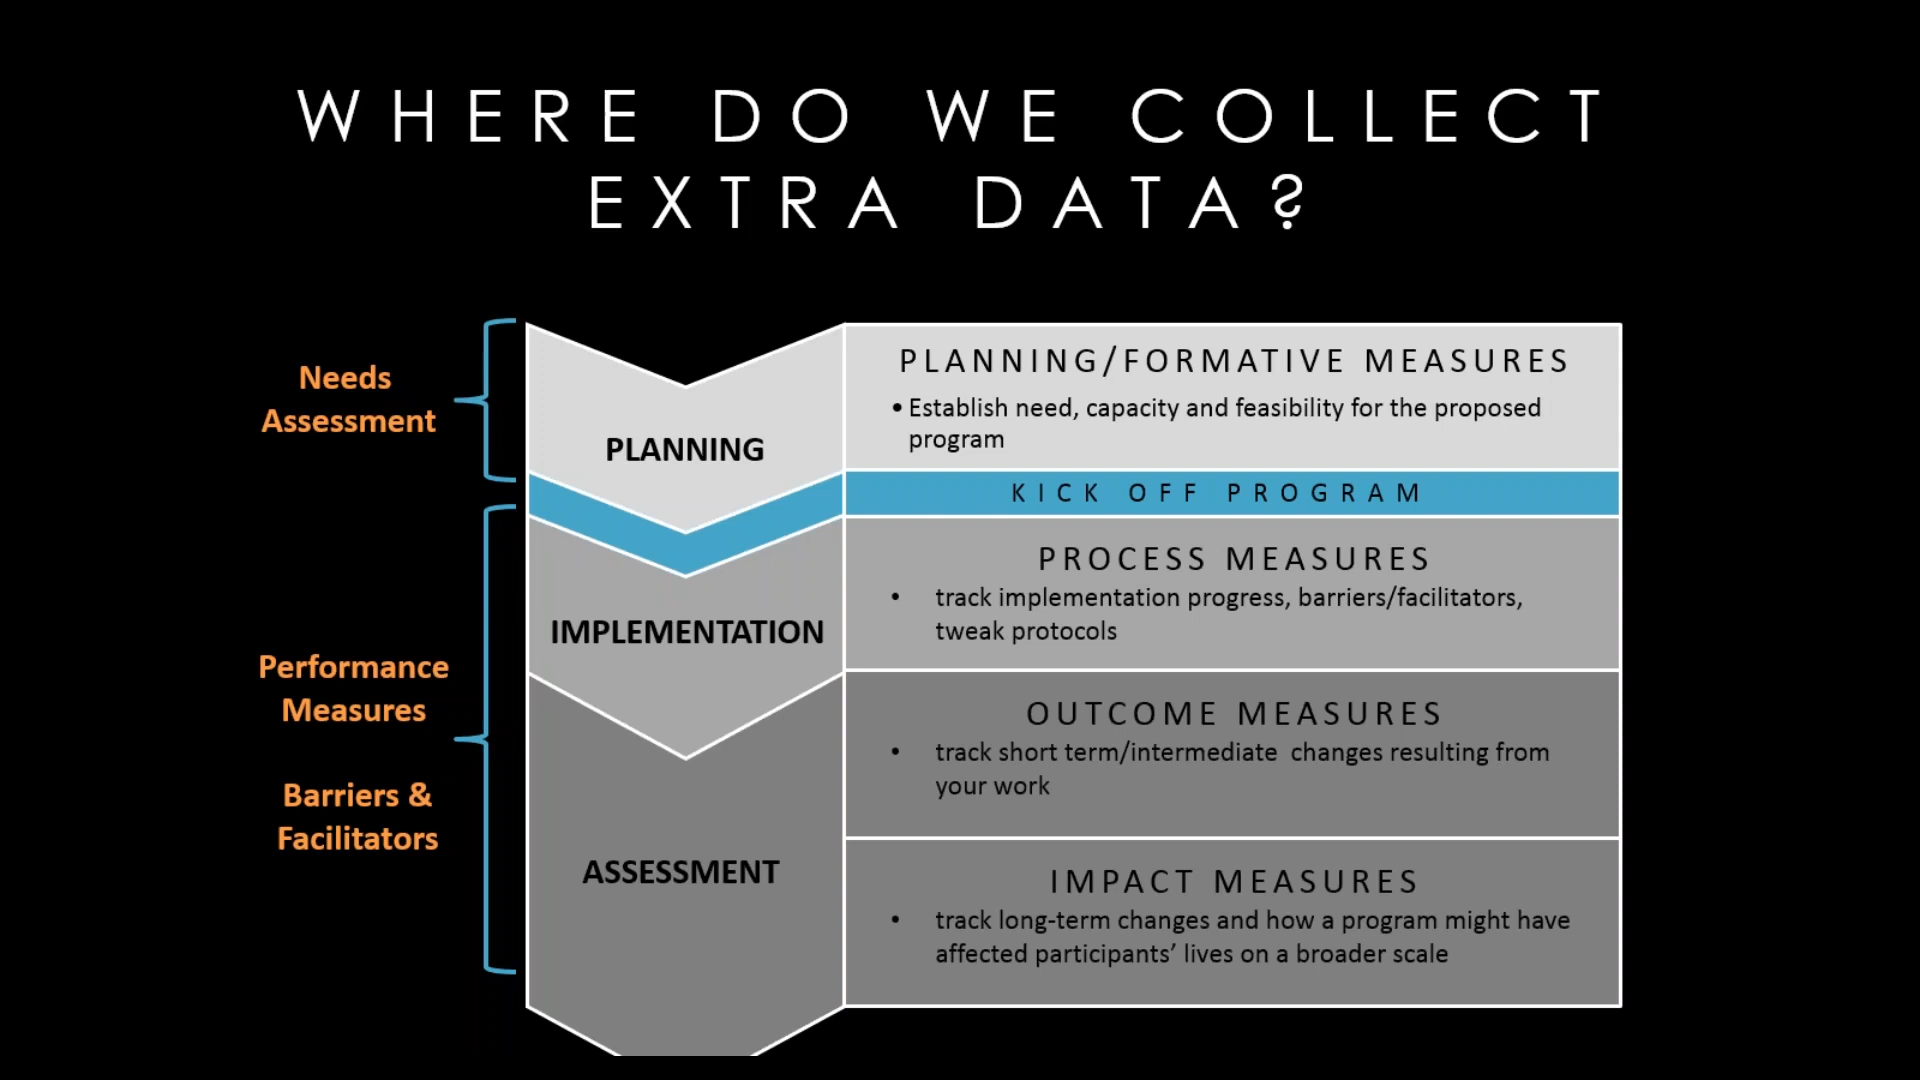 WHERE DO WE COLLECT
EXTRA DATA?
Needs
Assessment
PLANNING
PLANNING/FORMATIVE MEASURES
• Establish need, capacity and feasibility for the proposed
program
KICK OFF PROGRAM
Performance
Measures
Barriers &
Facilitators
IMPLEMENTATION
PROCESS MEASURES
• track implementation progress, barriers/facilitators,
tweak protocols
ASSESSMENT
OUTCOME MEASURES
• track short term/intermediate changes resulting from
your work
IMPACT MEASURES
• track long-term changes and how a program might have
affected participants’ lives on a broader scale